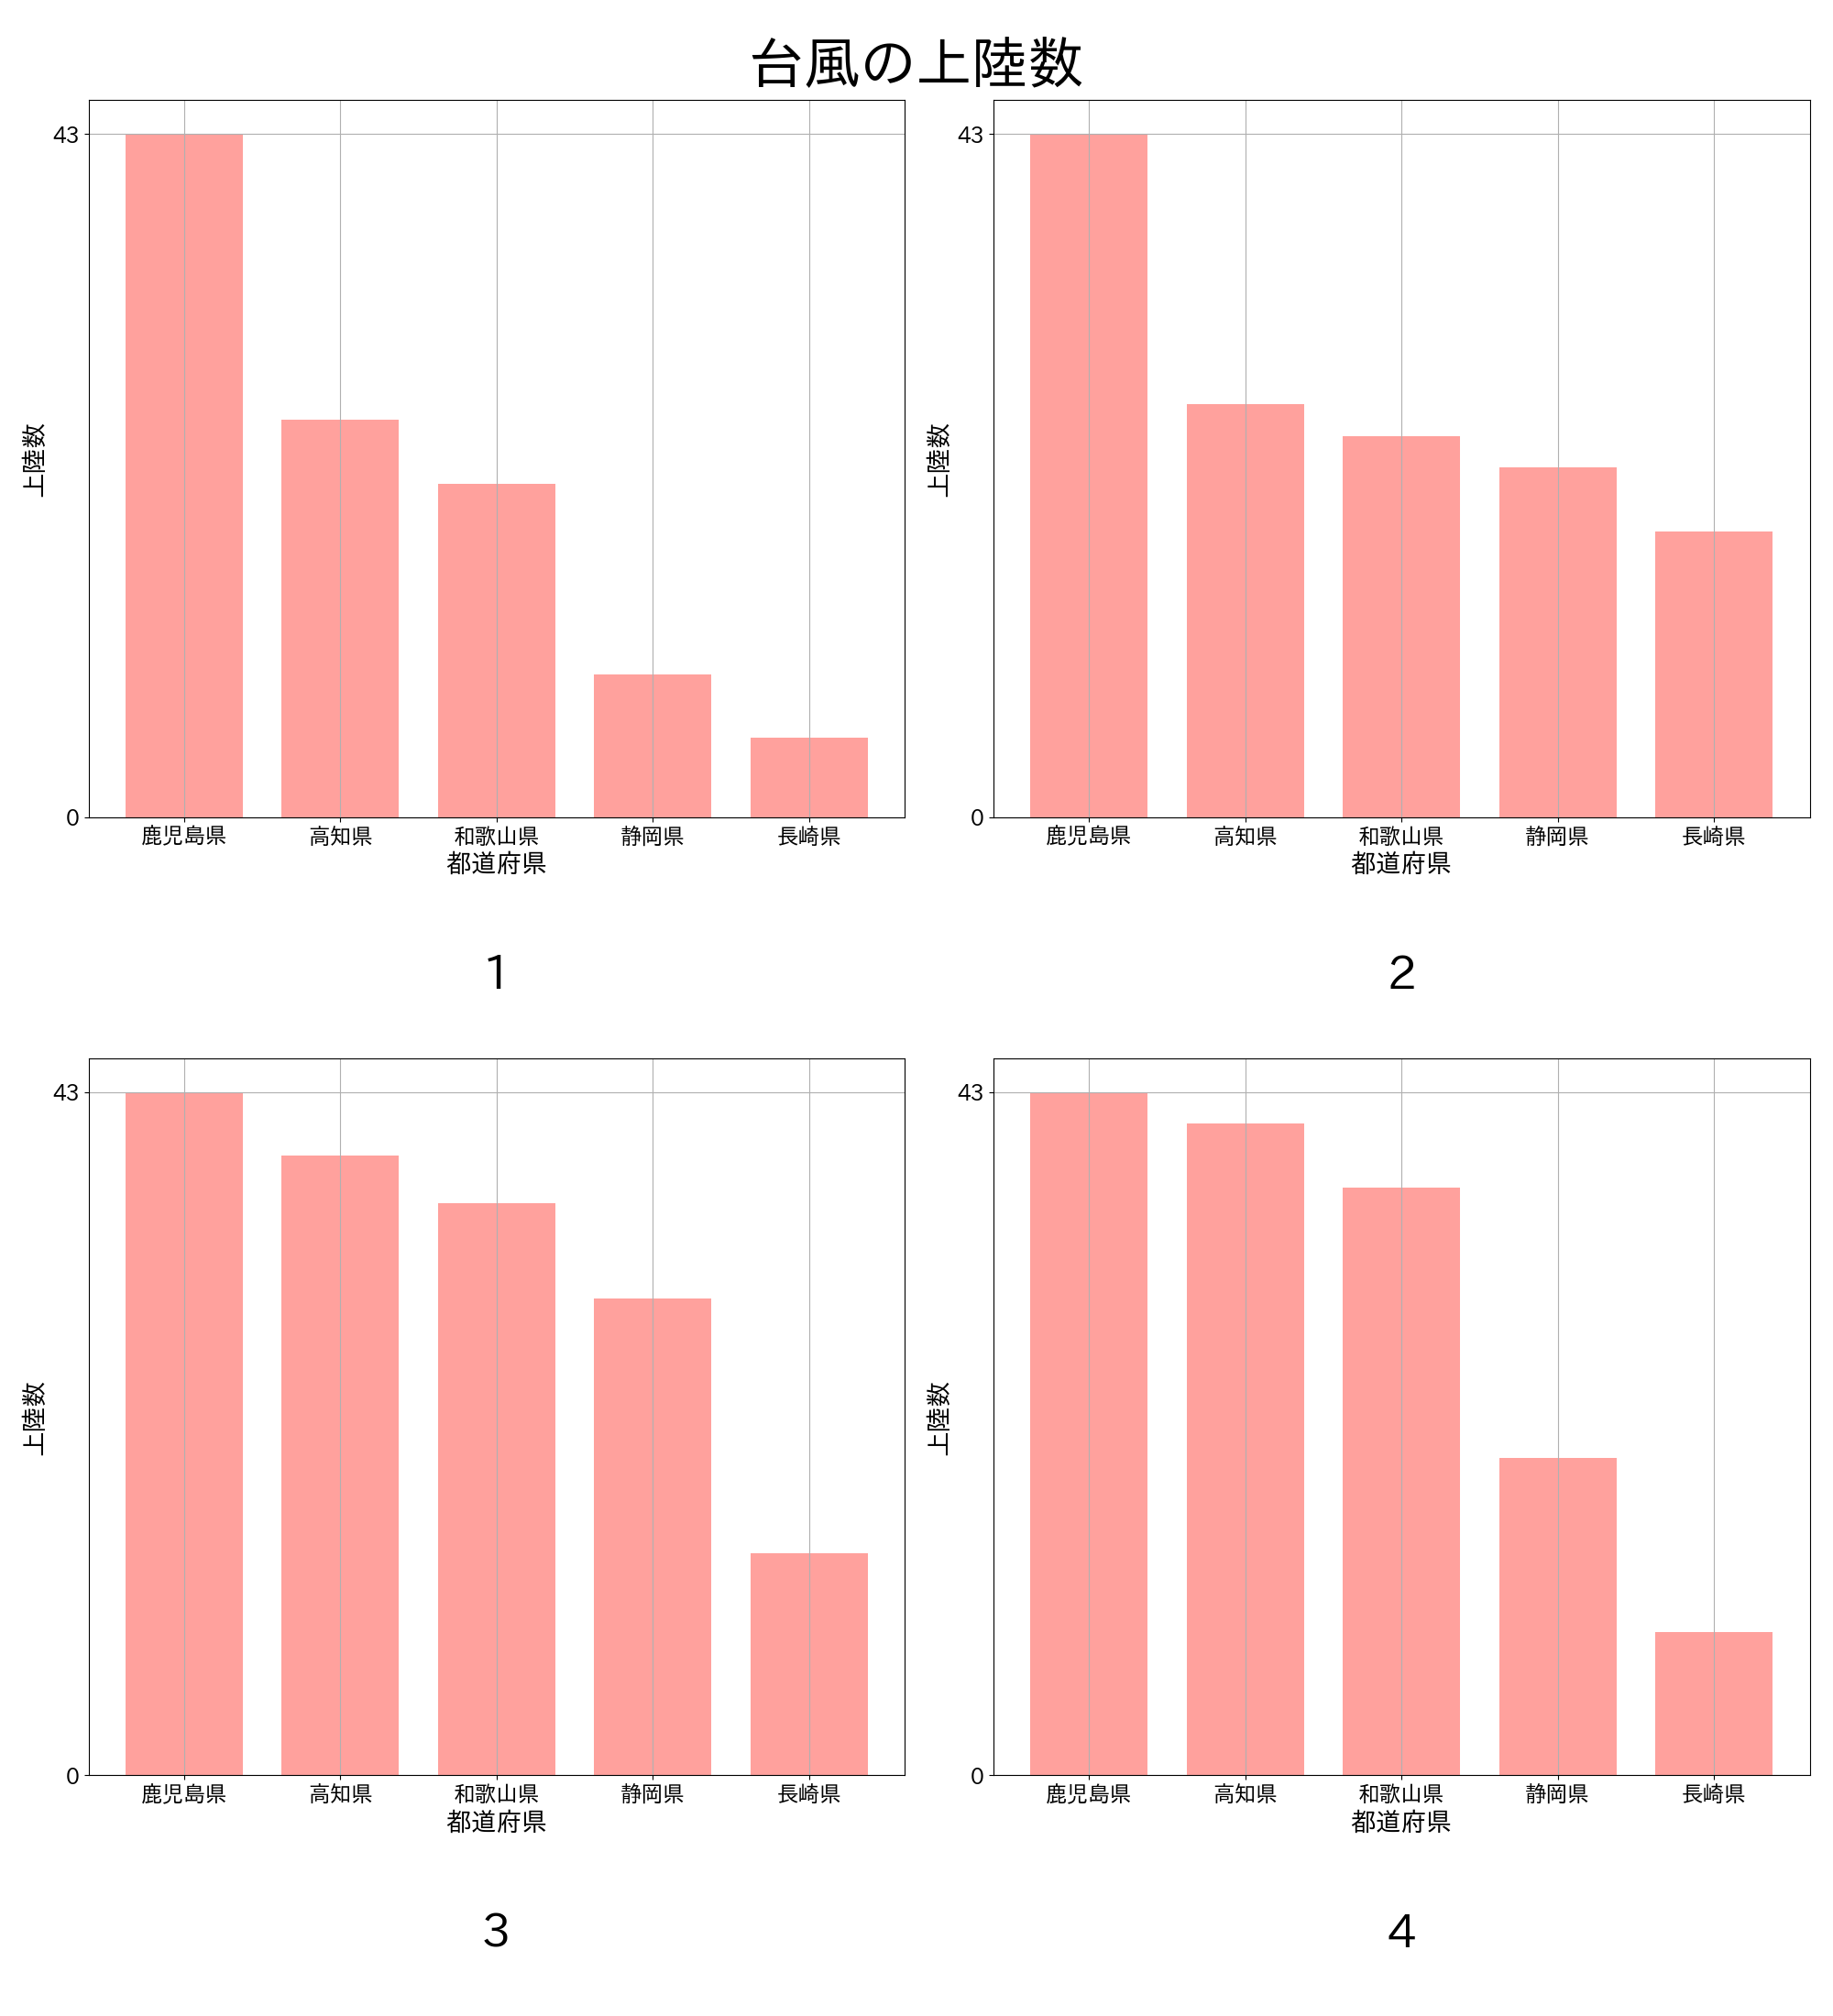 台風の上陸数
43
0
上陸数
鹿児島県 高知県 和歌山県 静岡県 長崎県
都道府県
1
43
0
上陸数
鹿児島県 高知県 和歌山県 静岡県 長崎県
都道府県
2
43
0
上陸数
鹿児島県 高知県 和歌山県 静岡県 長崎県
都道府県
3
43
0
上陸数
鹿児島県 高知県 和歌山県 静岡県 長崎県
都道府県
4